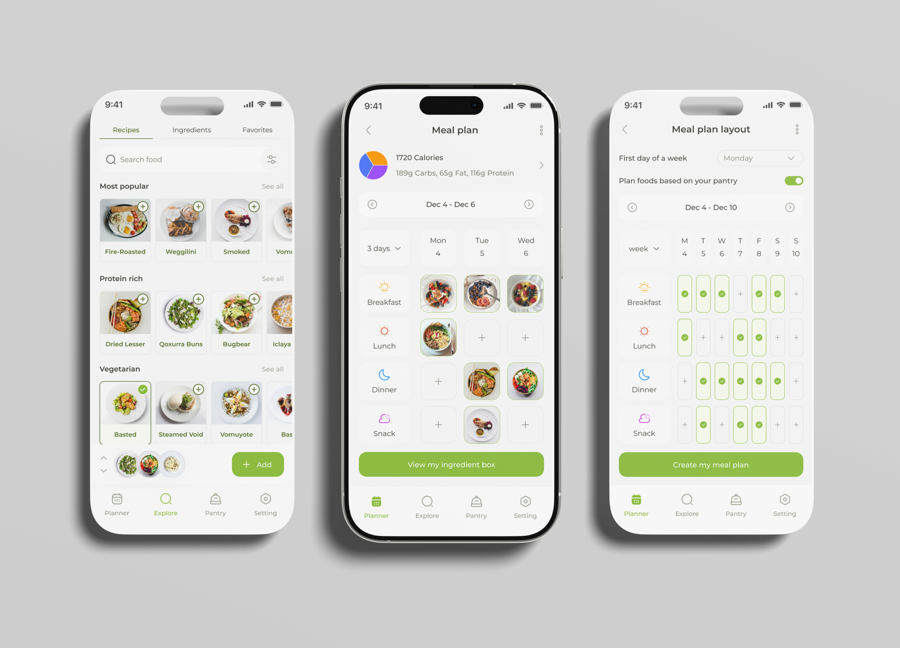 9:41
Recipes Ingredients Favorites
Search food
Most popular See all
Fire-Roasted Weggilini Smoked Vom
Protein rich See all
Dried Lesser Qoxurra Buns Bugbear Iclaya
Vegetarian See all
Basted Steamed Void Vomuyote Bas
+ Add
Planner Explore Pantry Setting
9:41
Meal plan
1720 Calories
189g Carbs, 65g Fat, 116g Protein
Dec 4 - Dec 6
3 days Mon Tue Wed
4 5 6
Breakfast
Lunch
Dinner
Snack
View my ingredient box
Planner Explore Pantry Setting
9:41
Meal plan layout
First day of a week Monday
Plan foods based on your pantry
Dec 4 - Dec 10
week M T W T F S S
4 5 6 7 8 9 10
Breakfast
Lunch
Dinner
Snack
Create my meal plan
Planner Explore Pantry Setting